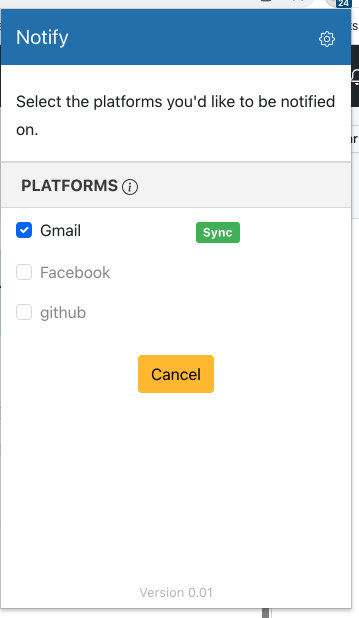 24
Notify
Select the platforms you'd like to be notified
on.
PLATFORMS
Gmail
Sync
Facebook
github
Cancel
Version 0.01